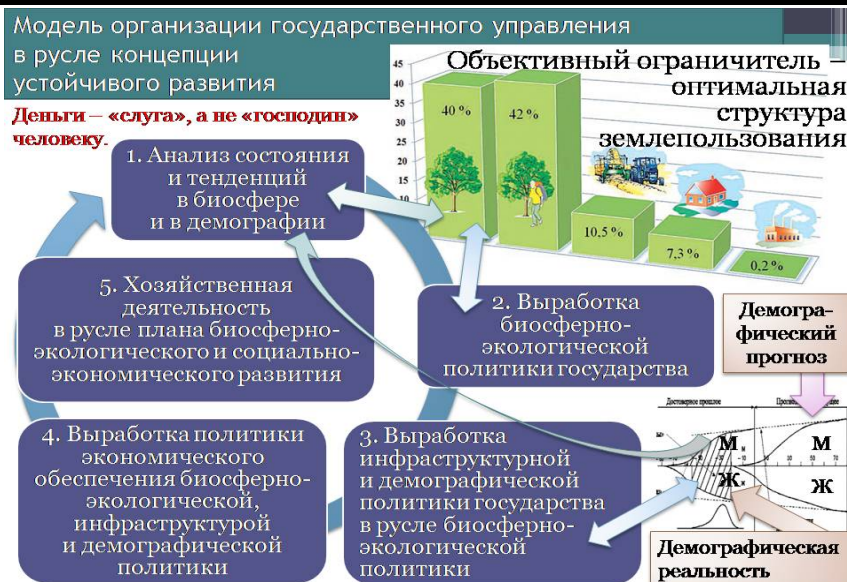 Модель организации государственного управления
в русле концепции
устойчивого развития
Деньги – «слуга», а не «господин»
человеку.
Объективный ограничитель –
оптимальная
структура
землепользования
45
40
35
30
25
20
15
10
40 %
42 %
10,5 %
7,3 %
0,2 %
1. Анализ состояния
и тенденций
в биосфере
и в демографии
2. Выработка
биосферно-
экологической
политики государства
3. Выработка
инфраструктурной
и демографической
политики государства
в русле биосферно-
экологической
политики
4. Выработка политики
экономического
обеспечения биосферно-
экологической,
инфраструктурой
и демографической
политики
5. Хозяйственная
деятельность
в русле плана биосферно-
экологического и социально-
экономического развития
Демогра-
фический
прогноз
Достоверное прошлое
М
М
Ж
Ж
Демографическая
реальность